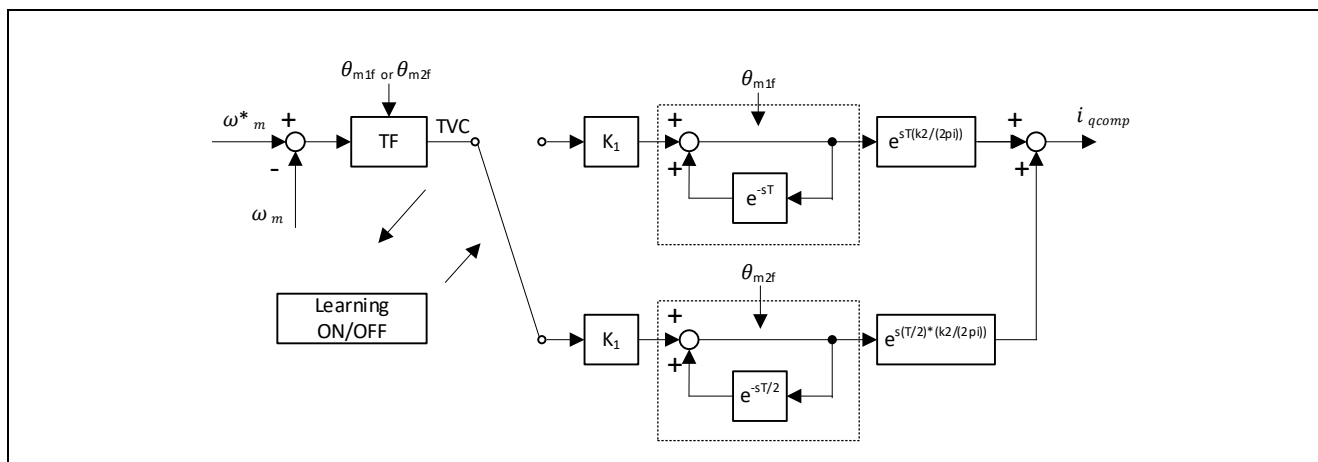 θm1f or θm2f
ω*m
+
-
ωm
TF
TVC
Learning
ON/OFF
K1
θm1f
+
+
e-sT
esT(k2/(2pi))
+
+
i qcomp
K1
θm2f
+
+
e-sT/2
es(T/2)*(k2/(2pi))